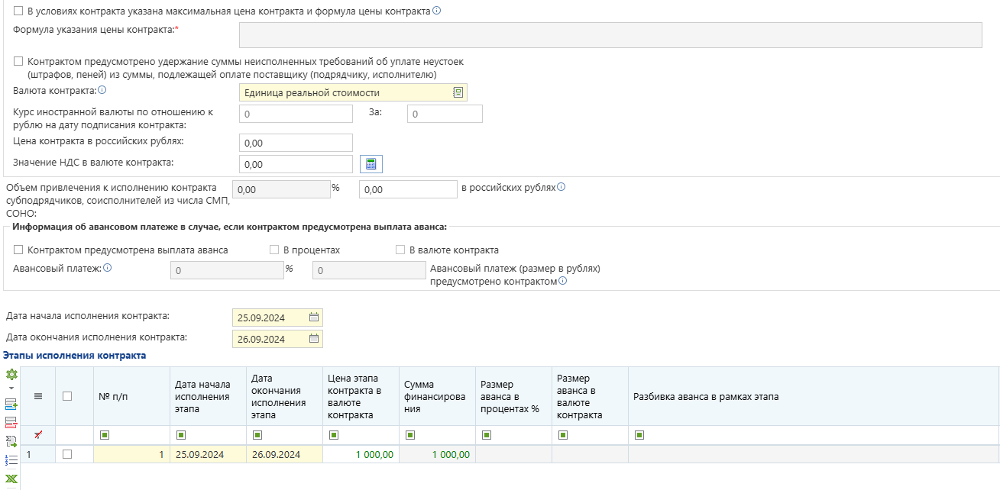 В условиях контракта указана максимальная цена контракта и формула цены контракта
Формула указания цены контракта:*
Контрактом предусмотрено удержание суммы неисполненных требований об уплате неустоек
(штрафов, пеней) из суммы, подлежащей оплате поставщику (подрядчику, исполнителю)
Валюта контракта: Единица реальной стоимости
Курс иностранной валюты по отношению к
рублю на дату подписания контракта: 0 За: 0
Цена контракта в российских рублях: 0,00
Значение НДС в валюте контракта: 0,00
Объем привлечения к исполнению контракта
субподрядчиков, соисполнителей из числа СМП,
СОНО: 0,00 % 0,00 в российских рублях
Информация об авансовом платеже в случае, если контрактом предусмотрена выплата аванса:
Контрактом предусмотрена выплата аванса В процентах В валюте контракта
Авансовый платеж: 0 % 0 Авансовый платеж (размер в рублях)
предусмотрено контрактом
Дата начала исполнения контракта: 25.09.2024
Дата окончания исполнения контракта: 26.09.2024
Этапы исполнения контракта
№ п/п
Дата начала
исполнения
этапа
Дата
окончания
исполнения
этапа
Цена этапа
контракта в
валюте
контракта
Сумма
финансирова
ния
Размер
аванса в
процентах %
Размер
аванса в
валюте
контракта
Разбивка аванса в рамках этапа
1 1 25.09.2024 26.09.2024 1 000,00 1 000,00